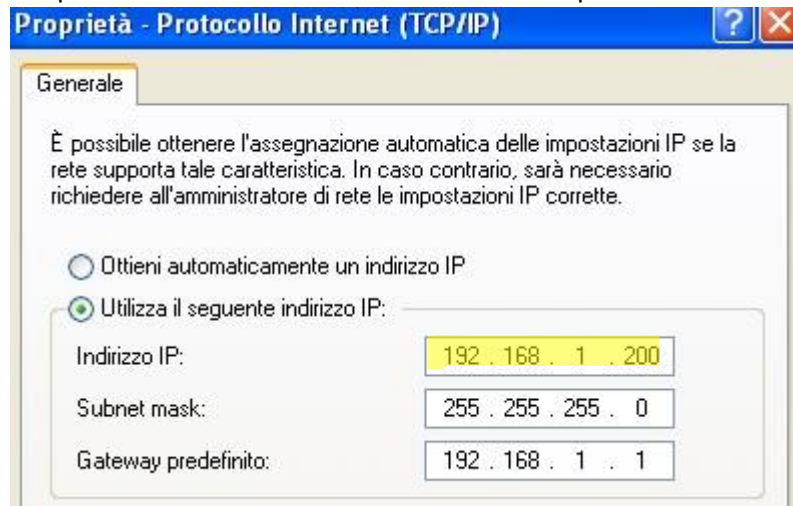 Proprietà - Protocollo Internet (TCP/IP)
Generale
È possibile ottenere l'assegnazione automatica delle impostazioni IP se la
rete supporta tale caratteristica. In caso contrario, sarà necessario
richiedere all'amministratore di rete le impostazioni IP corrette.
Ottieni automaticamente un indirizzo IP
Utilizza il seguente indirizzo IP:
Indirizzo IP: 192 . 168 . 1 . 200
Subnet mask: 255 . 255 . 255 . 0
Gateway predefinito: 192 . 168 . 1 . 1